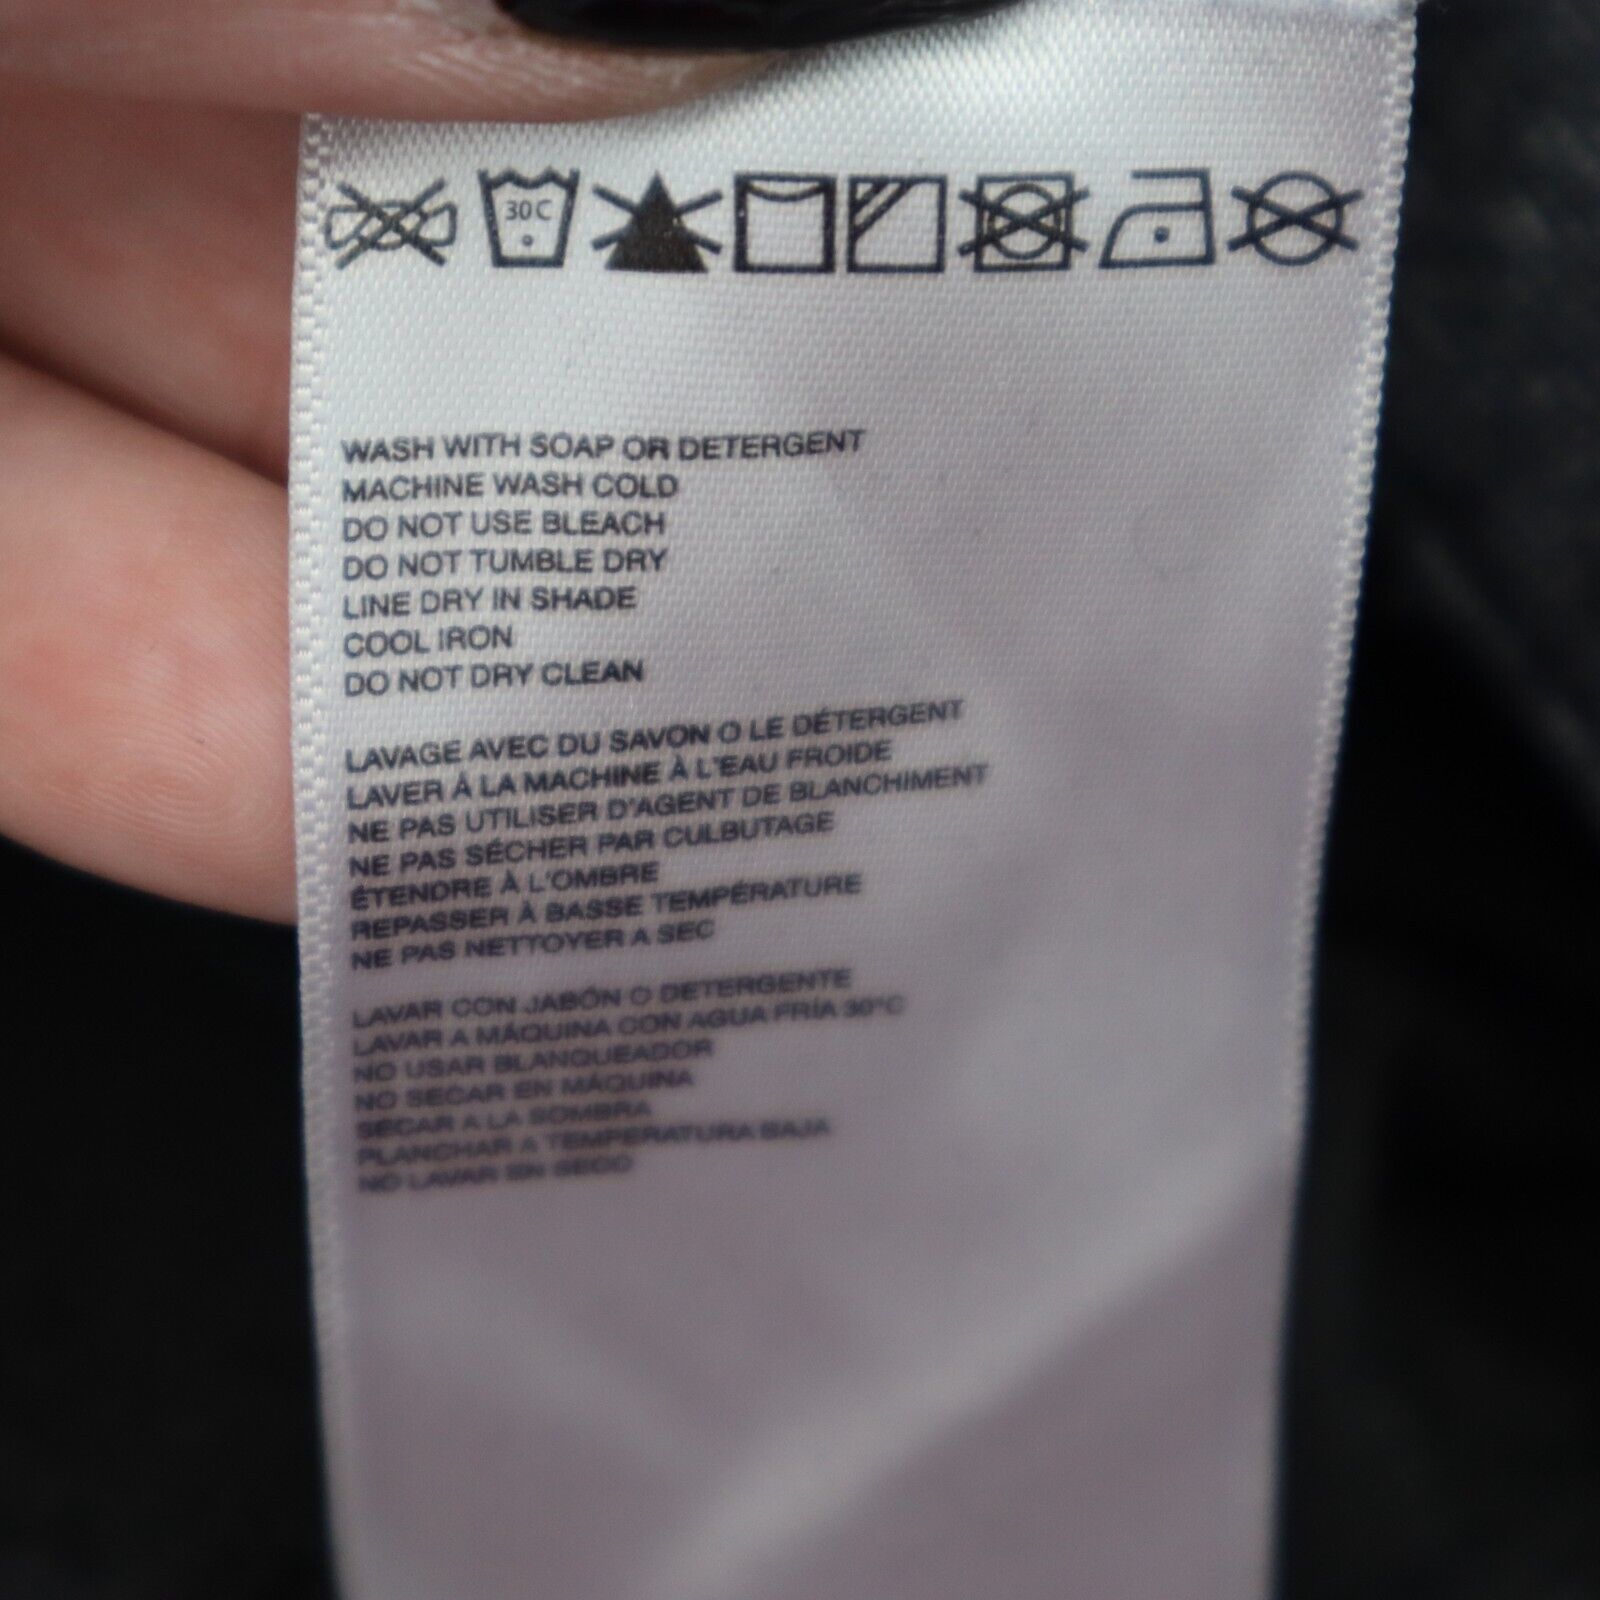 30C
WASH WITH SOAP OR DETERGENT
MACHINE WASH COLD
DO NOT USE BLEACH
DO NOT TUMBLE DRY
LINE DRY IN SHADE
COOL IRON
DO NOT DRY CLEAN
LAVAGE AVEC DU SAVON O LE DÉTERGENT
LAVER À LA MACHINE À L'EAU FROIDE
NE PAS UTILISER D'AGENT DE BLANCHIMENT
NE PAS SÉCHER PAR CULBUTAGE
ÉTENDRE À L'OMBRE
REPASSER À BASSE TEMPÉRATURE
NE PAS NETTOYER A SEC
LAVAR CON JABÓN O DETERGENTE
LAVAR A MÁQUINA CON AGUA FRÍA 30°C
NO USAR BLANQUEADOR
NO SECAR EN MÁQUINA
SECAR A LA SOMBRA
PLANCHAR A TEMPERATURA BAJA
NO LAVAR EN SECO